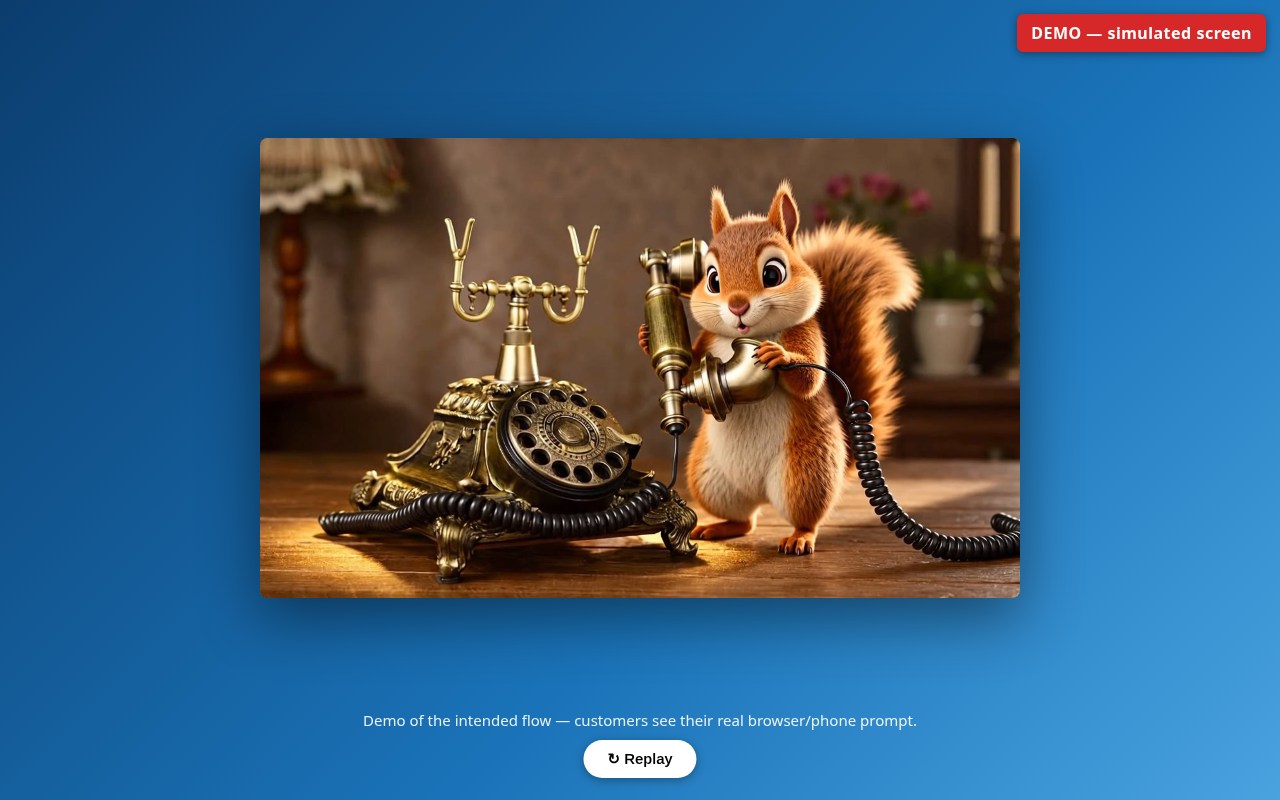 DEMO — simulated screen
Demo of the intended flow — customers see their real browser/phone prompt.
↻ Replay